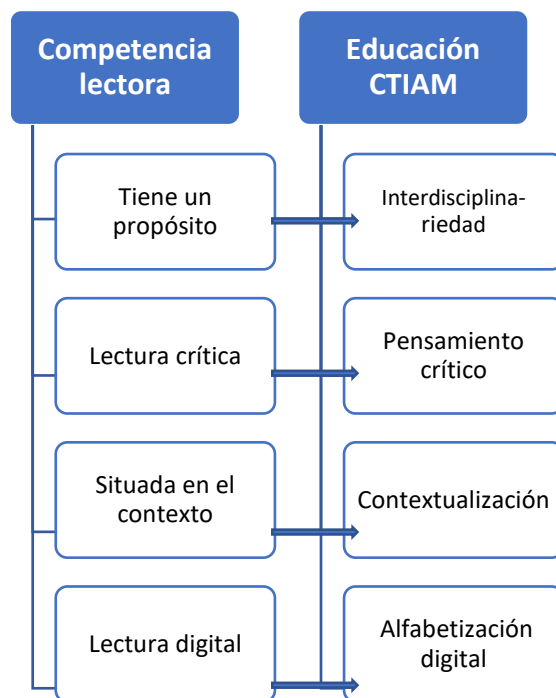 Competencia
lectora
Educación
CTIAM
Tiene un
propósito
Interdisciplina-
riedad
Lectura crítica
Pensamiento
crítico
Situada en el
contexto
Contextualización
Lectura digital
Alfabetización
digital